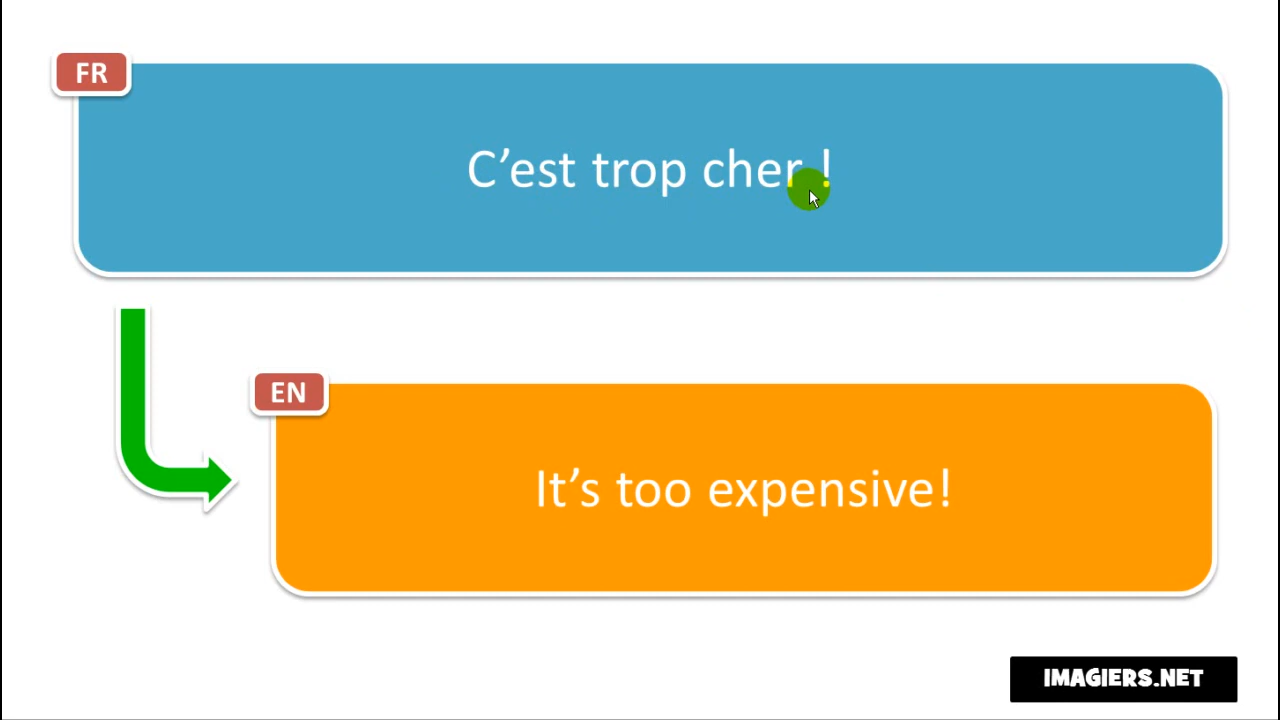 FR
C’est trop cher !
EN
It’s too expensive!
IMAGIERS.NET